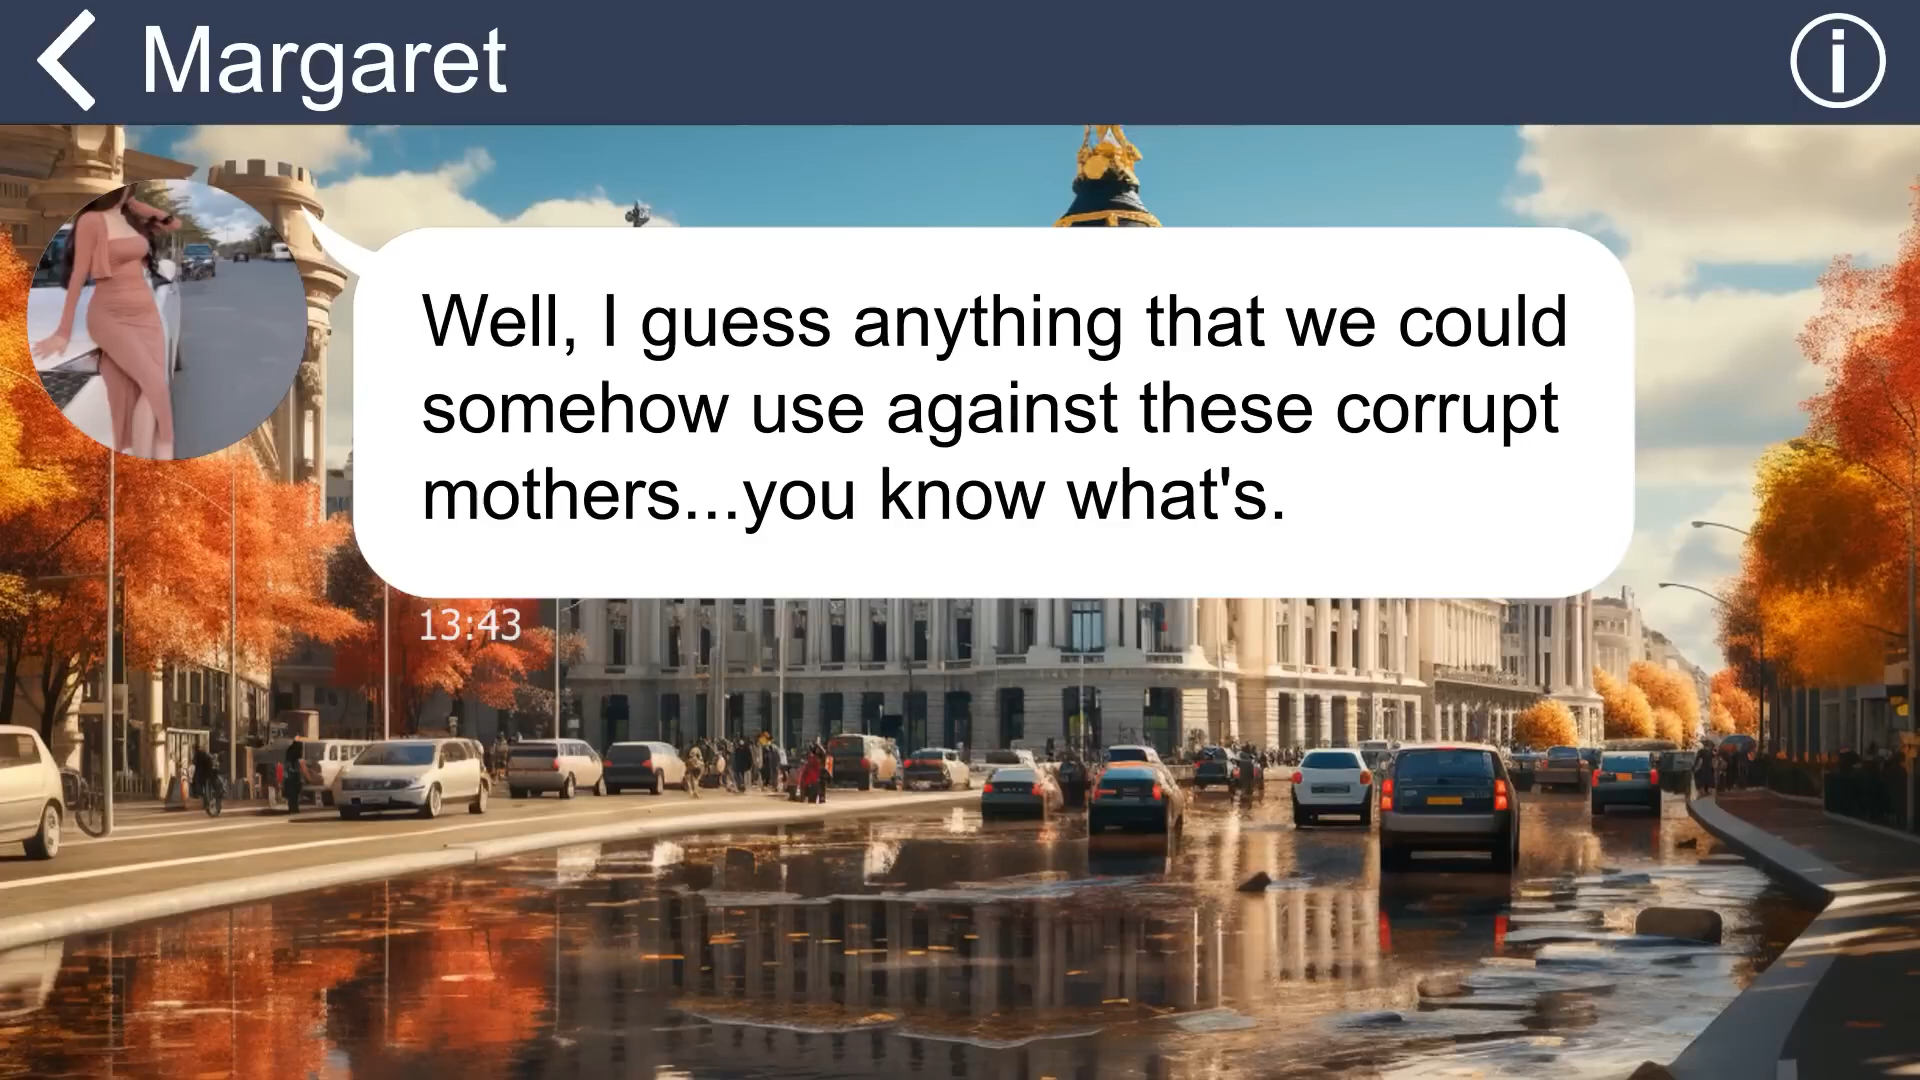 Margaret
Well, I guess anything that we could
somehow use against these corrupt
mothers...you know what's.
13:43